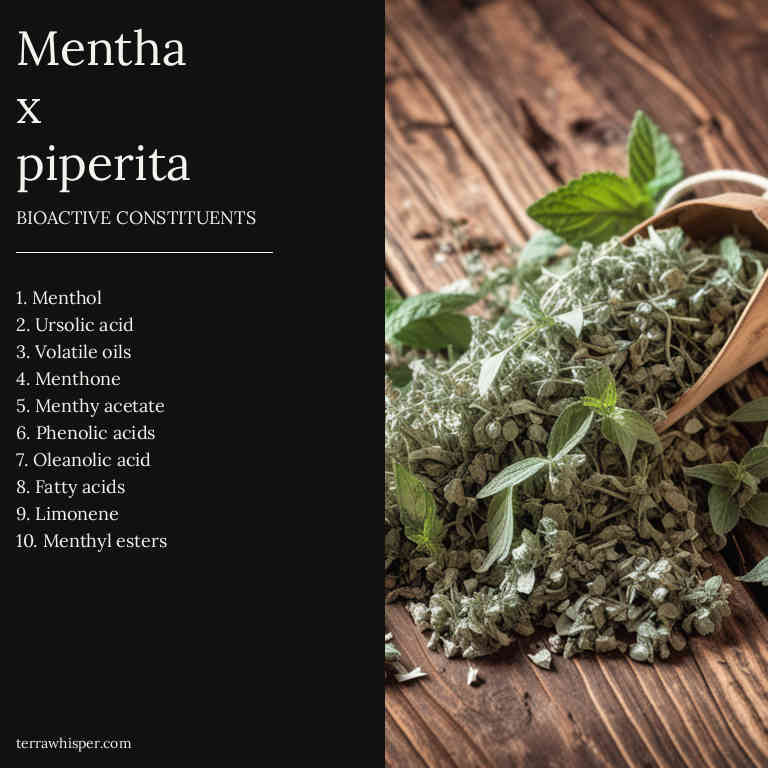 Mentha
x
piperita
BIOACTIVE CONSTITUENTS
1. Menthol
2. Ursolic acid
3. Volatile oils
4. Menthone
5. Menthy acetate
6. Phenolic acids
7. Oleanolic acid
8. Fatty acids
9. Limonene
10. Menthyl esters
terrawhisper.com